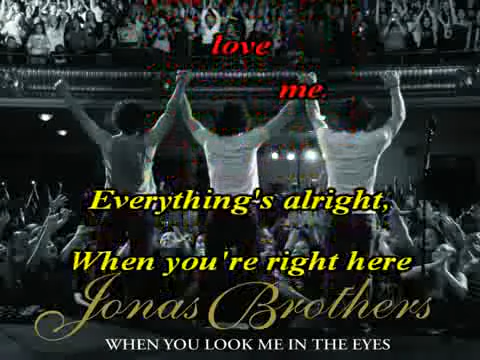 love
me.
Everything's alright,
When you're right here
Jonas Brothers
WHEN YOU LOOK ME IN THE EYES